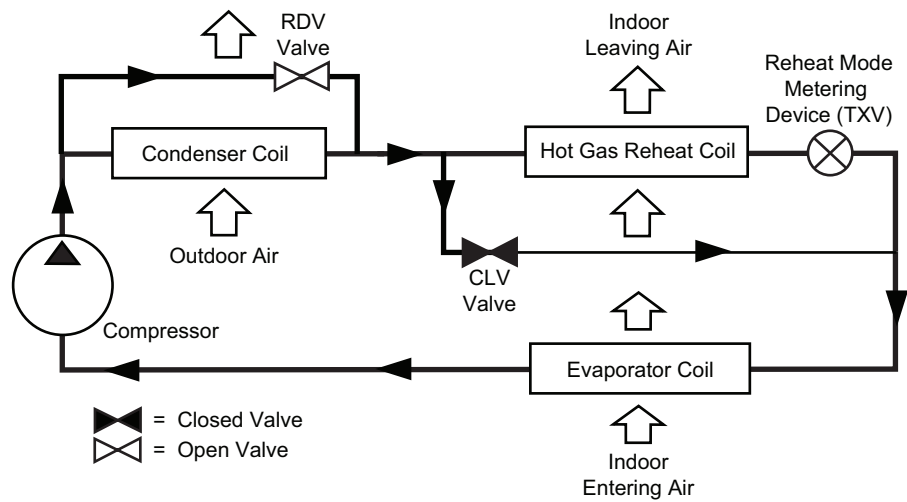 RDV
Valve
Indoor
Leaving Air
Reheat Mode
Metering
Device (TXV)
Condenser Coil
Hot Gas Reheat Coil
Outdoor Air
CLV
Valve
Compressor
Evaporator Coil
= Closed Valve
= Open Valve
Indoor
Entering Air